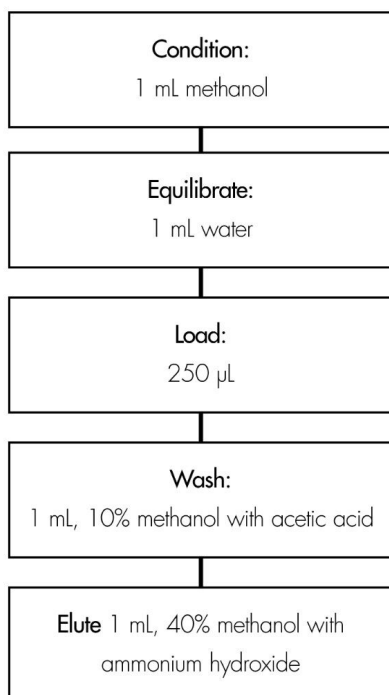 Condition:
1 mL methanol
Equilibrate:
1 mL water
Load:
250 µL
Wash:
1 mL, 10% methanol with acetic acid
Elute 1 mL, 40% methanol with
ammonium hydroxide